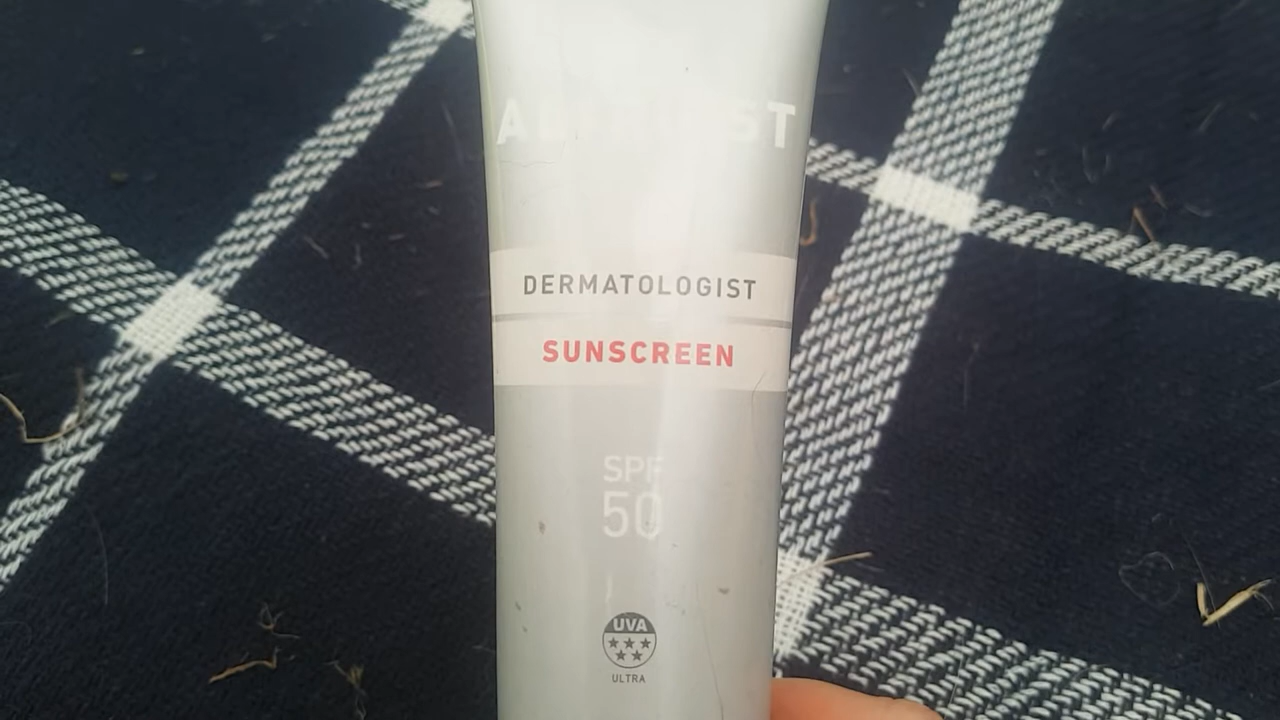 DERMATOLOGIST
SUNSCREEN
SPF
50
UVA
ULTRA